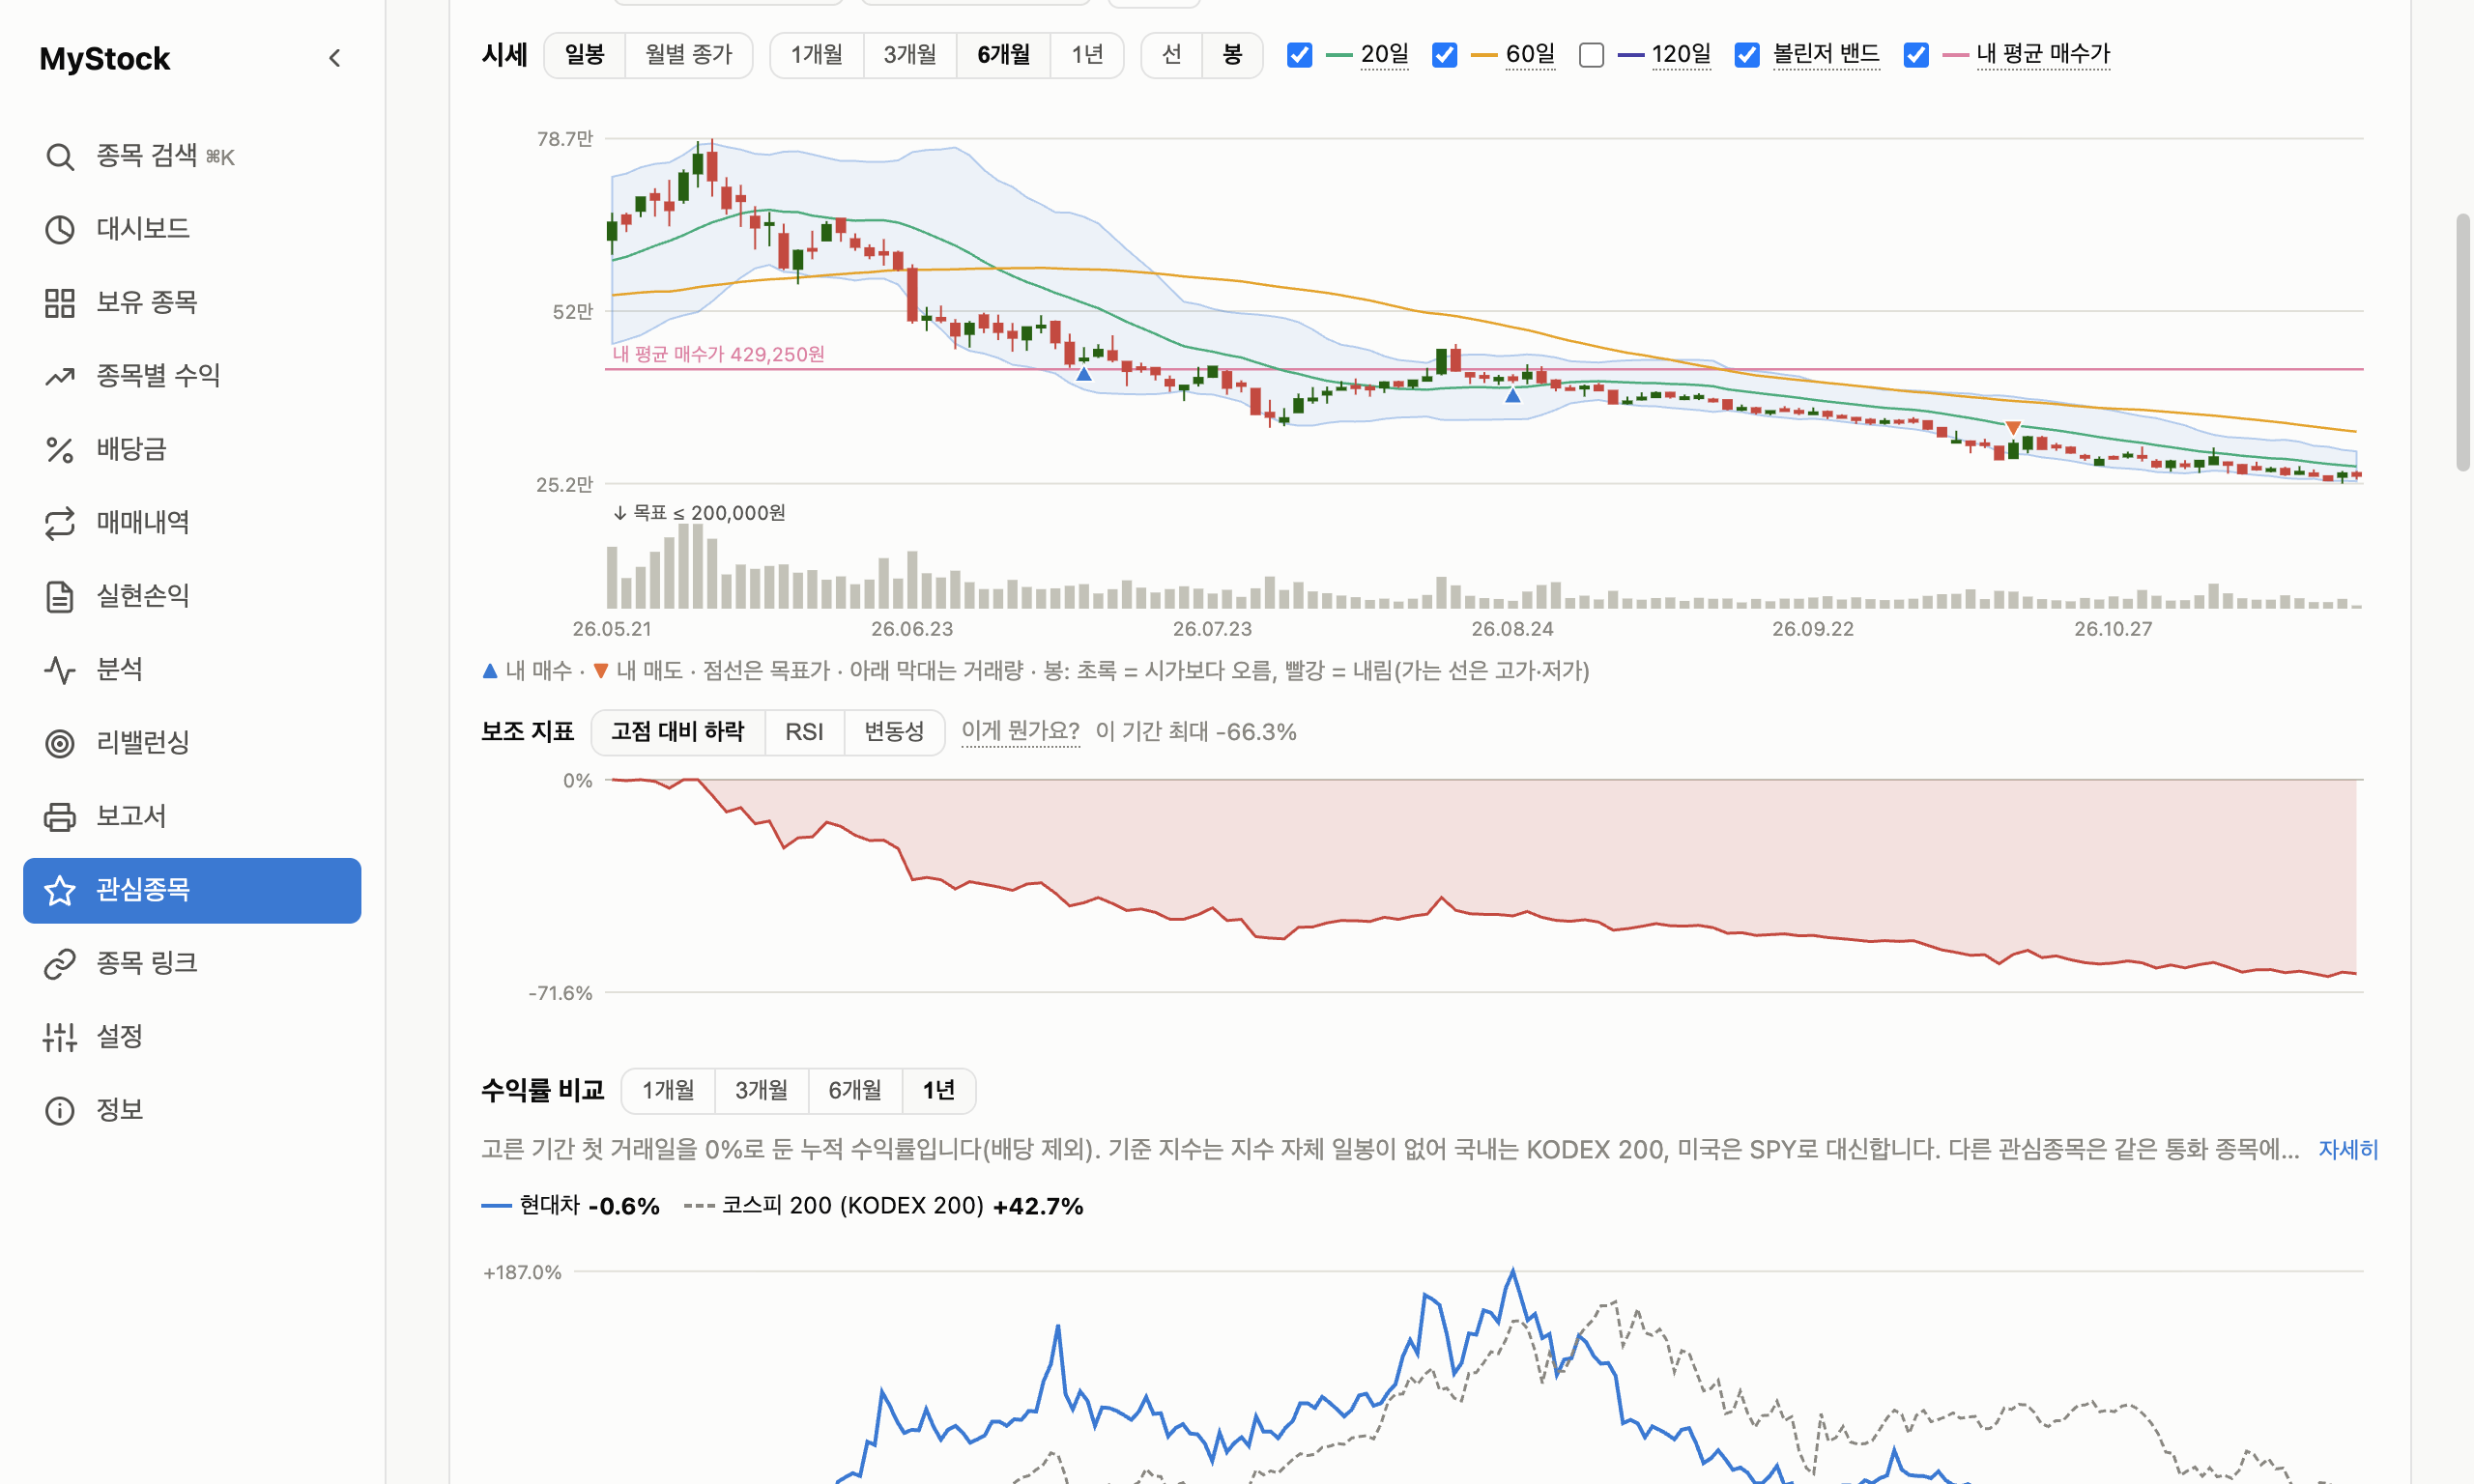 MyStock
종목 검색 ⌘K
대시보드
보유 종목
종목별 수익
배당금
매매내역
실현손익
분석
리밸런싱
보고서
관심종목
종목 링크
설정
정보
시세 일봉 월별 종가 1개월 3개월 6개월 1년 선 봉 20일 60일 120일 볼린저 밴드 내 평균 매수가
78.7만
52만
내 평균 매수가 429,250원
25.2만
↓ 목표 ≤ 200,000원
26.05.21 26.06.23 26.07.23 26.08.24 26.09.22 26.10.27
▲ 내 매수 · ▼ 내 매도 · 점선은 목표가 · 아래 막대는 거래량 · 봉: 초록 = 시가보다 오름, 빨강 = 내림(가는 선은 고가·저가)
보조 지표 고점 대비 하락 RSI 변동성 이게 뭔가요? 이 기간 최대 -66.3%
0%
-71.6%
수익률 비교 1개월 3개월 6개월 1년
고른 기간 첫 거래일을 0%로 둔 누적 수익률입니다(배당 제외). 기준 지수는 지수 자체 일봉이 없어 국내는 KODEX 200, 미국은 SPY로 대신합니다. 다른 관심종목은 같은 통화 종목에... 자세히
현대차 -0.6% 코스피 200 (KODEX 200) +42.7%
+187.0%